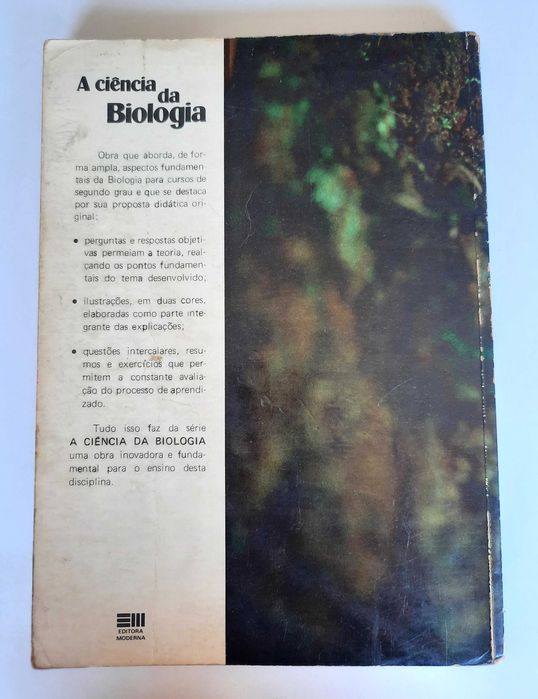 A ciência
da
Biologia
Obra que aborda, de for-
ma ampla, aspectos fundamen-
tais da Biologia para cursos de
segundo grau e que se destaca
por sua proposta didática ori-
ginal:
• perguntas e respostas objeti-
vas permeiam a teoria, real-
çando os pontos fundamen-
tais do tema desenvolvido;
• ilustrações, em duas cores,
elaboradas como parte inte-
grante das explicações;
• questões intercalares, resu-
mos e exercícios que per-
mitem a constante avalia-
ção do processo de aprendi-
zado.
Tudo isso faz da série
A CIÊNCIA DA BIOLOGIA
uma obra inovadora e funda-
mental para o ensino desta
disciplina.
EDITORA
MODERNA